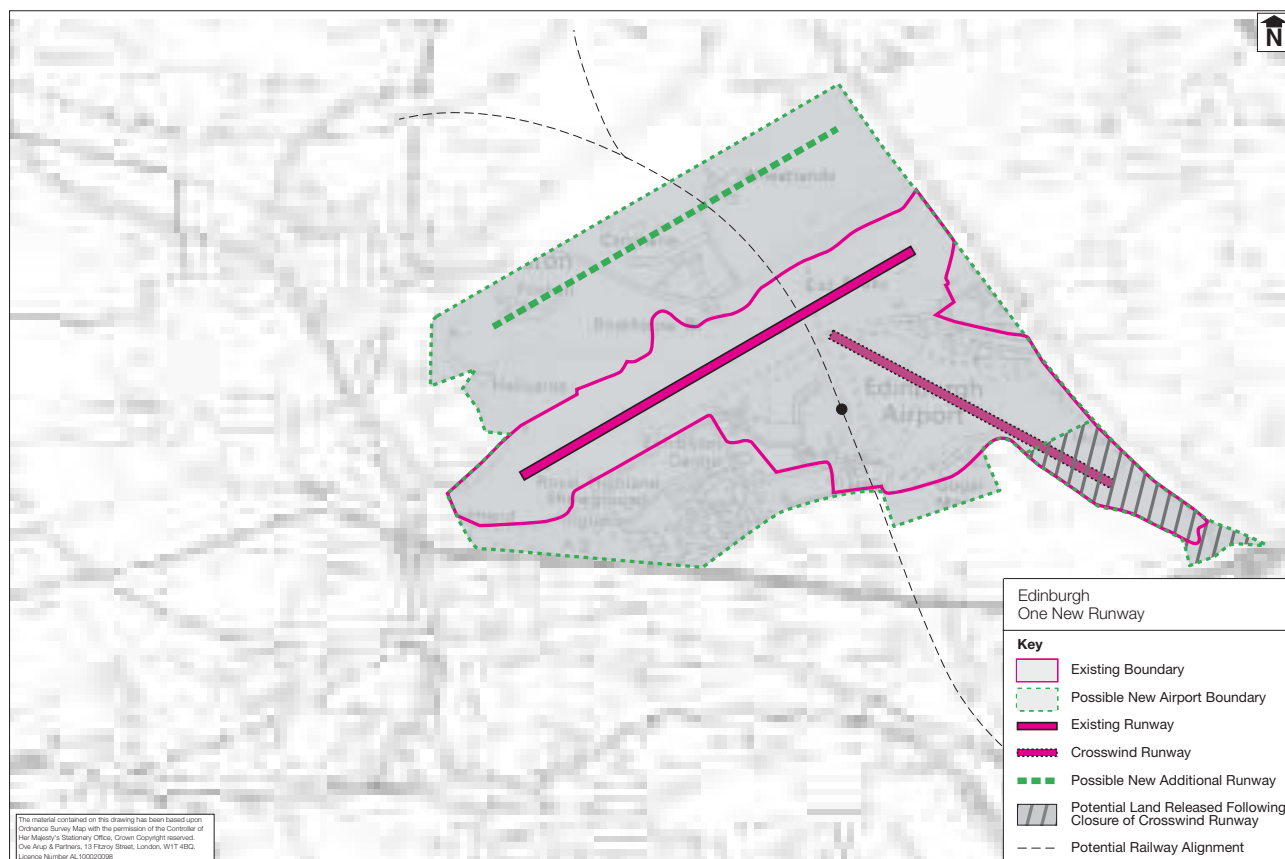 N
Edinburgh
Airport
Edinburgh
One New Runway
Key
Existing Boundary
Possible New Airport Boundary
Existing Runway
Crosswind Runway
Possible New Additional Runway
Potential Land Released Following
Closure of Crosswind Runway
Potential Railway Alignment
The material contained on this drawing has been based upon
Ordnance Survey Map with the permission of the Controller of
Her Majesty's Stationery Office, Crown Copyright reserved.
Ove Arup & Partners, 13 Fitzroy Street, London, W1T 4BQ.
Licence Number AL100020098